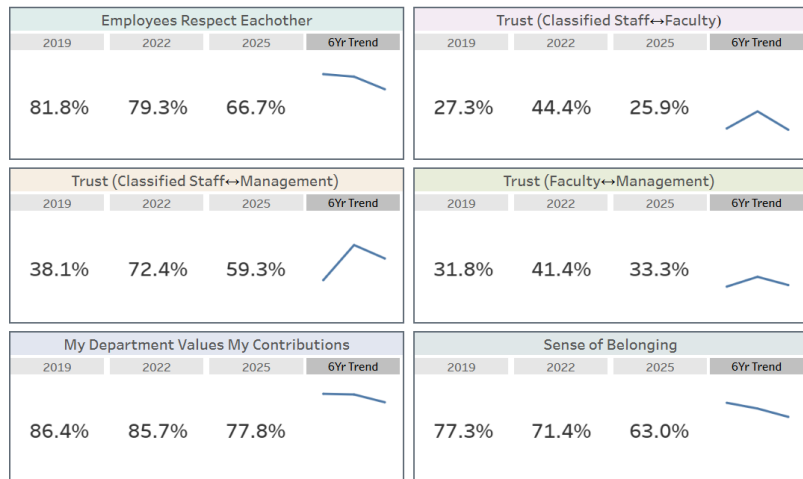 Employees Respect Eachother
2019 2022 2025 6Yr Trend
81.8% 79.3% 66.7%
Trust (Classified Staff↔Faculty)
2019 2022 2025 6Yr Trend
27.3% 44.4% 25.9%
Trust (Classified Staff↔Management)
2019 2022 2025 6Yr Trend
38.1% 72.4% 59.3%
Trust (Faculty↔Management)
2019 2022 2025 6Yr Trend
31.8% 41.4% 33.3%
My Department Values My Contributions
2019 2022 2025 6Yr Trend
86.4% 85.7% 77.8%
Sense of Belonging
2019 2022 2025 6Yr Trend
77.3% 71.4% 63.0%